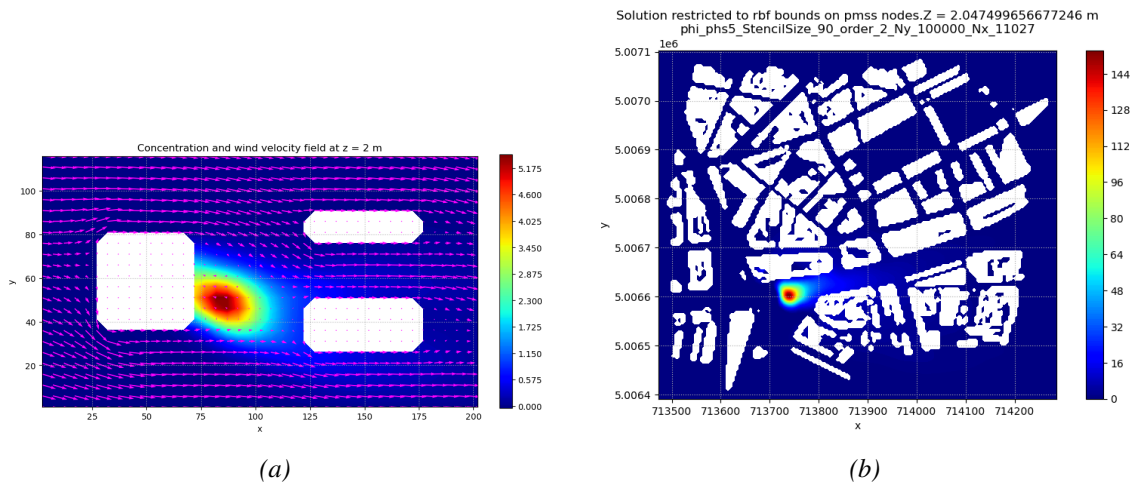 Concentration and wind velocity field at z = 2 m
y
100
80
60
40
20
25 50 75 100 125 150 175 200
x
5.175
4.600
4.025
3.450
2.875
2.300
1.725
1.150
0.575
0.000
(a)
Solution restricted to rbf bounds on pmss nodes.Z = 2.047499656677246 m
phi_phs5_StencilSize_90_order_2_Ny_100000_Nx_11027
1e6
y
5.0071
5.0070
5.0069
5.0068
5.0067
5.0066
5.0065
5.0064
713500 713600 713700 713800 713900 714000 714100 714200
x
144
128
112
96
80
64
48
32
16
0
(b)